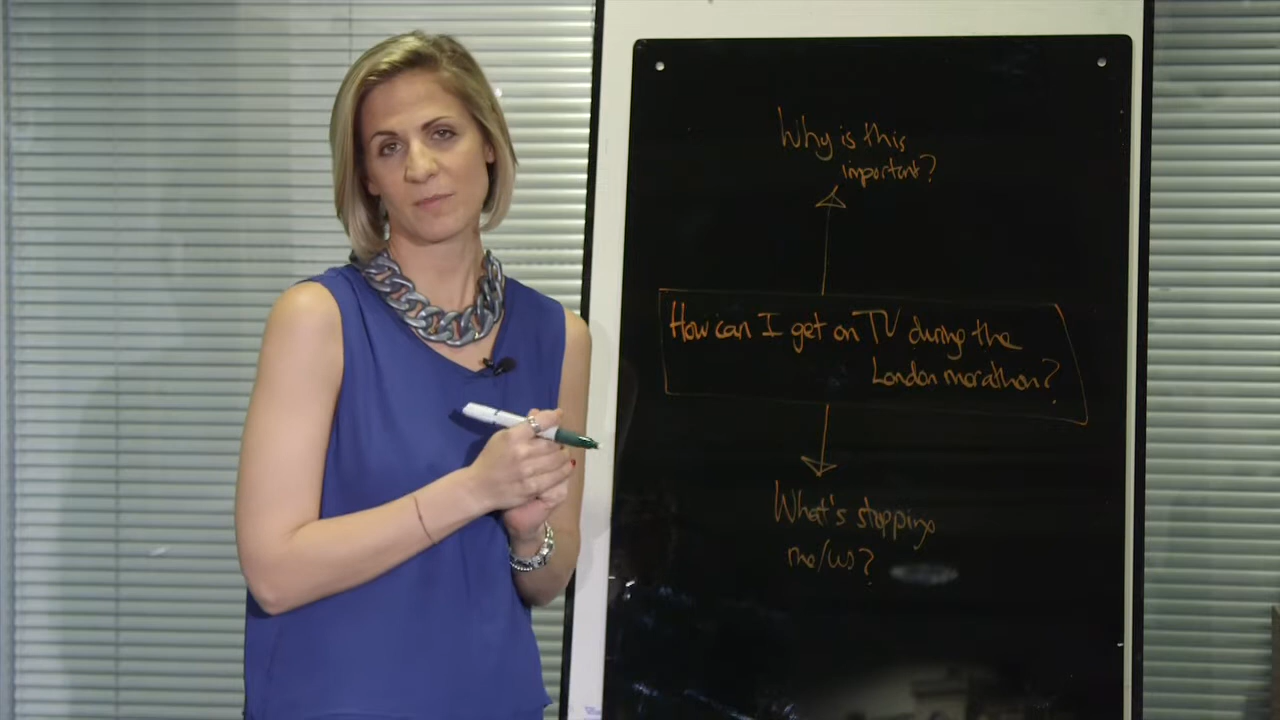 Why is this
important?
How can I get on TV during the
London marathon?
What's stopping
me/us?